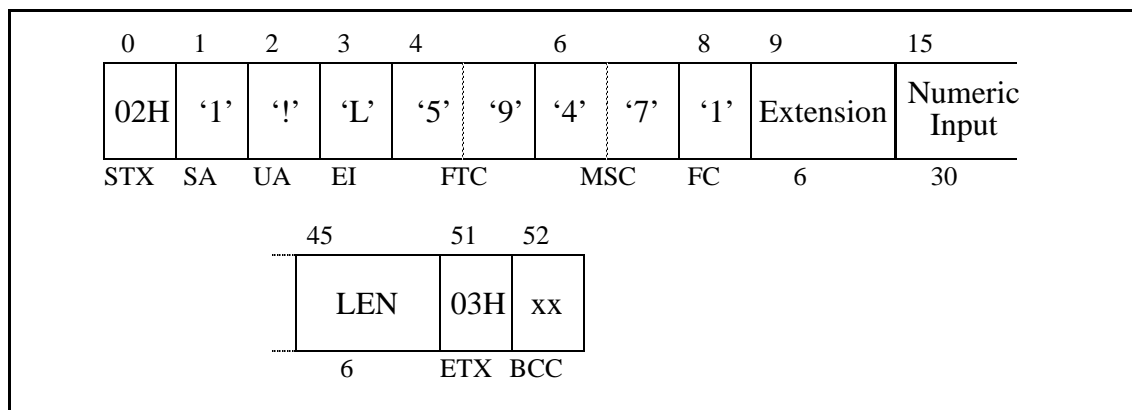 0 1 2 3 4 6 8 9 15
02H ‘1’ ‘!’ ‘L’ ‘5’ ‘9’ ‘4’ ‘7’ ‘1’ Extension Numeric
Input
STX SA UA EI FTC MSC FC 6 30
45 51 52
LEN 03H xx
6 ETX BCC